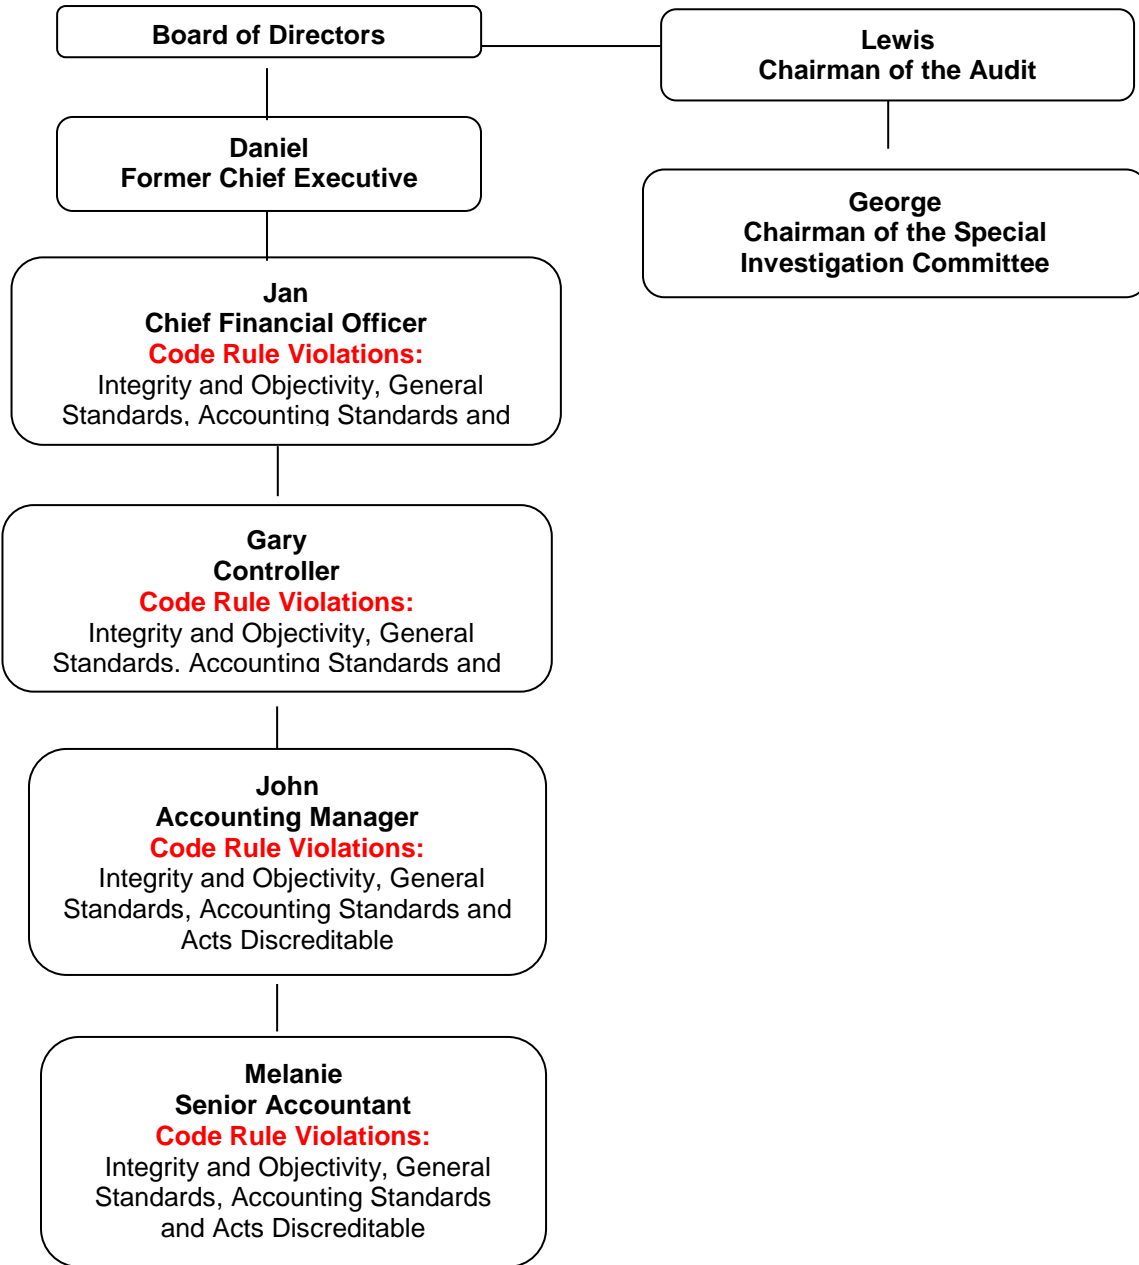 Board of Directors
Lewis
Chairman of the Audit
Daniel
Former Chief Executive
George
Chairman of the Special
Investigation Committee
Jan
Chief Financial Officer
Code Rule Violations:
Integrity and Objectivity, General
Standards, Accounting Standards and
Gary
Controller
Code Rule Violations:
Integrity and Objectivity, General
Standards, Accounting Standards and
John
Accounting Manager
Code Rule Violations:
Integrity and Objectivity, General
Standards, Accounting Standards and
Acts Discreditable
Melanie
Senior Accountant
Code Rule Violations:
Integrity and Objectivity, General
Standards, Accounting Standards
and Acts Discreditable